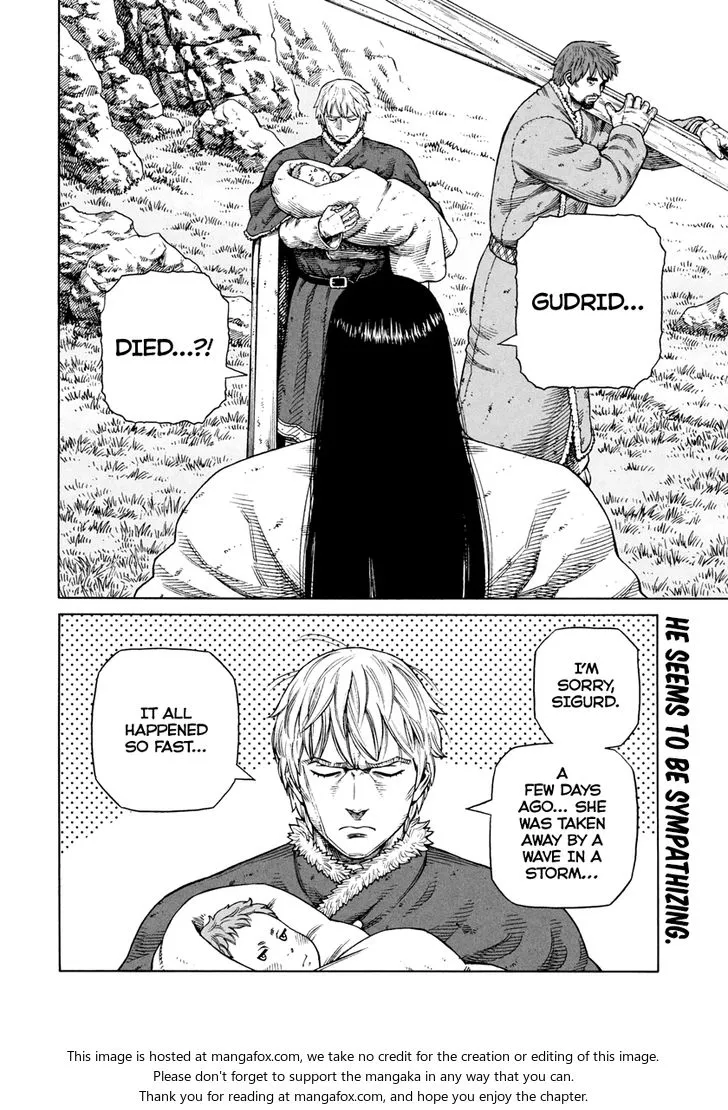 GUDRID...
DIED...?!
I'M
SORRY,
SIGURD.
A
FEW DAYS
AGO... SHE
WAS TAKEN
AWAY BY A
WAVE IN A
STORM...
IT ALL
HAPPENED
SO FAST...
HE SEEMS TO BE SYMPATHIZING.
This image is hosted at mangafox.com, we take no credit for the creation or editing of this image.
Please don't forget to support the mangaka in any way that you can.
Thank you for reading at mangafox.com, and hope you enjoy the chapter.